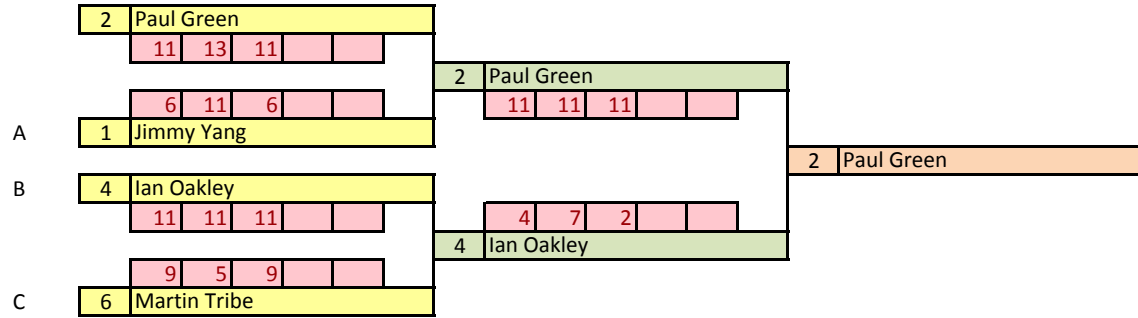 2 Paul Green
11 13 11
2 Paul Green
6 11 6
11 11 11
A 1 Jimmy Yang
2 Paul Green
B 4 Ian Oakley
11 11 11
4 7 2
4 Ian Oakley
9 5 9
C 6 Martin Tribe